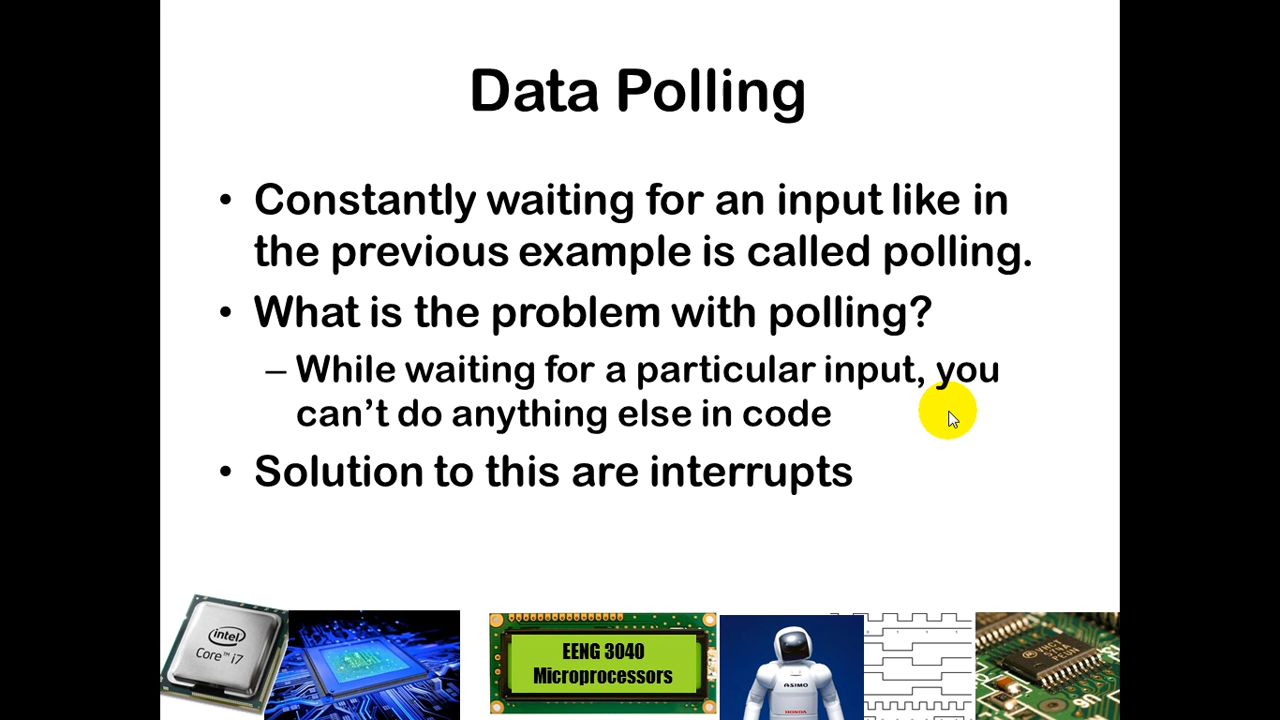 Data Polling
• Constantly waiting for an input like in
the previous example is called polling.
• What is the problem with polling?
– While waiting for a particular input, you
can't do anything else in code
• Solution to this are interrupts
intel
Core™ i7
EENG 3040
Microprocessors
ASIMO
HONDA